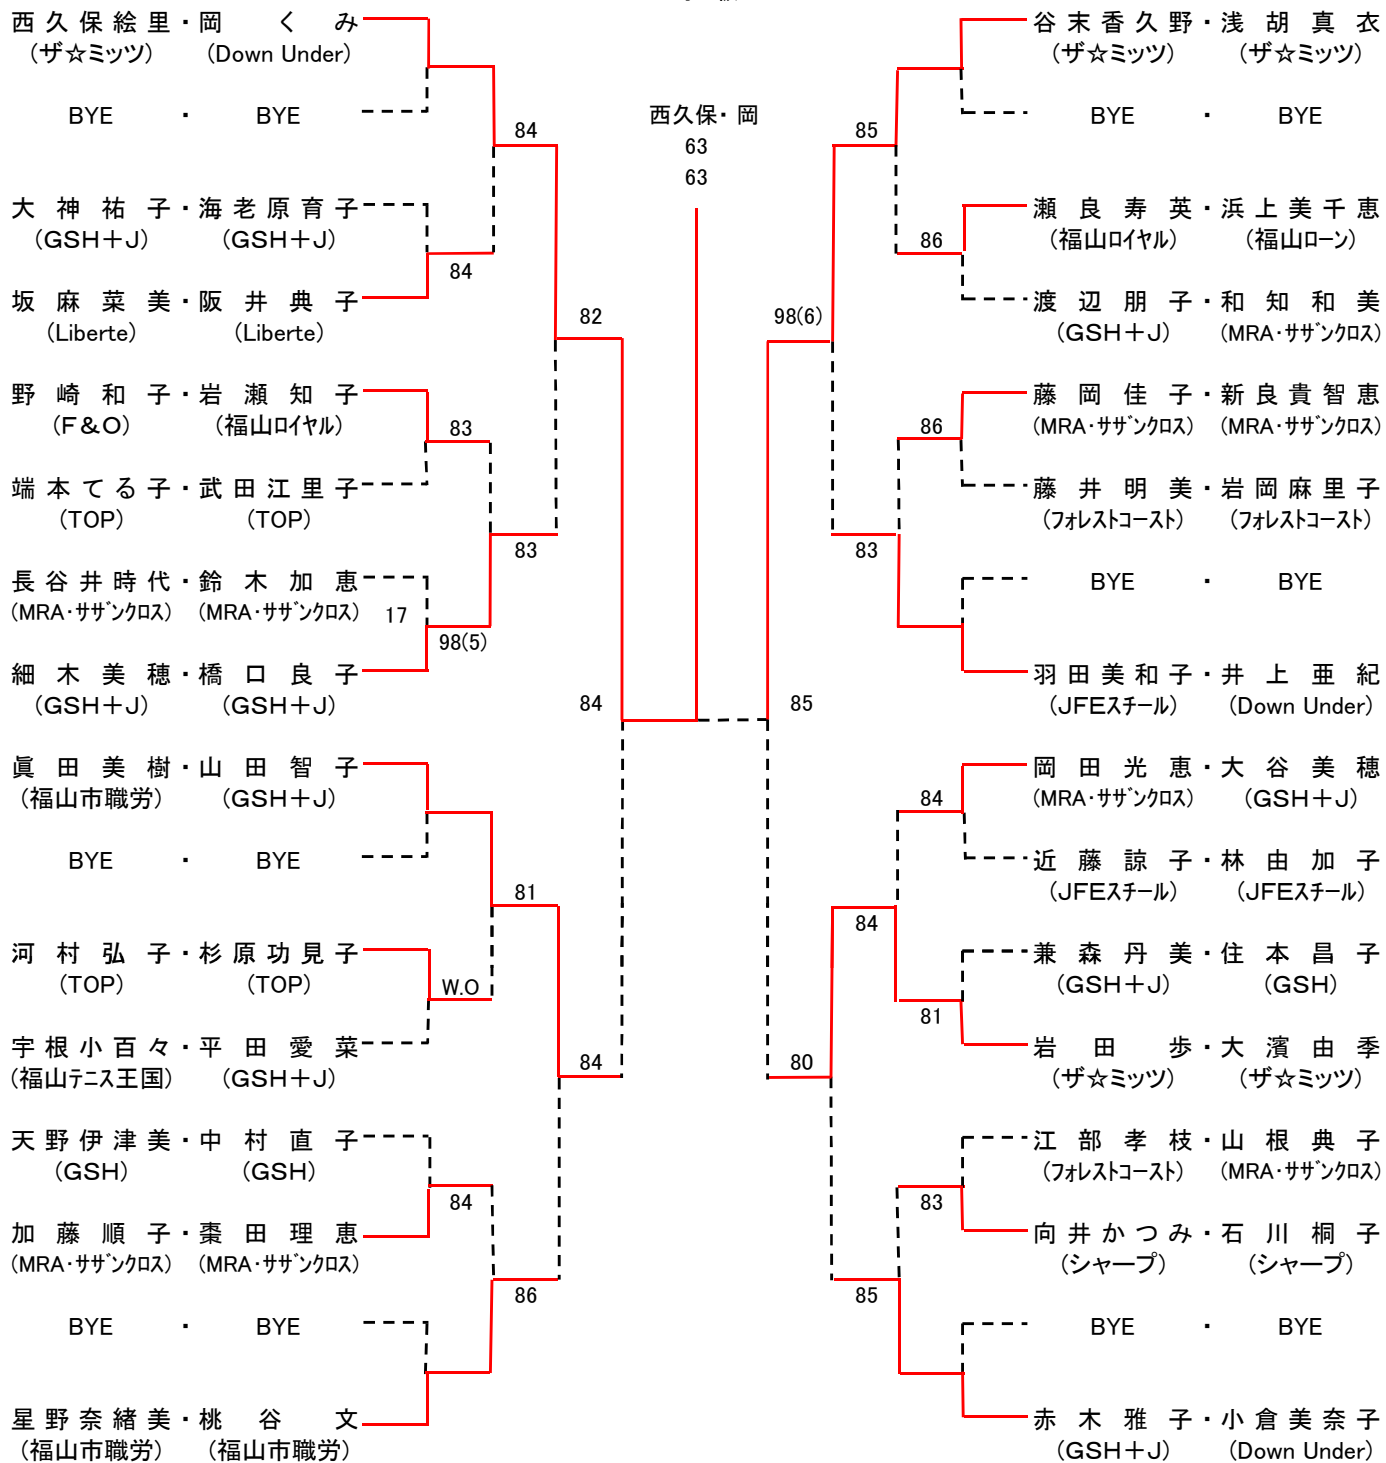 西久保絵里・岡くみ
(ザ☆ミッツ) (Down Under)
BYE ・ BYE
84
大神祐子・海老原育子
(GSH+J) (GSH+J)
84
坂麻菜美・阪井典子
(Liberte) (Liberte)
82
野崎和子・岩瀬知子
(F&O) (福山ロイヤル)
83
端本てる子・武田江里子
(TOP) (TOP)
83
長谷井時代・鈴木加恵
(MRA・サザンクロス) (MRA・サザンクロス) 17
98(5)
細木美穂・橋口良子
(GSH+J) (GSH+J)
84
眞田美樹・山田智子
(福山市職労) (GSH+J)
BYE ・ BYE
81
河村弘子・杉原功見子
(TOP) (TOP)
W.O
宇根小百々・平田愛菜
(福山テニス王国) (GSH+J)
84
天野伊津美・中村直子
(GSH) (GSH)
84
加藤順子・棗田理恵
(MRA・サザンクロス) (MRA・サザンクロス)
86
BYE ・ BYE
星野奈緒美・桃谷文
(福山市職労) (福山市職労)
西久保・岡
63
63
谷末香久野・浅胡真衣
(ザ☆ミッツ) (ザ☆ミッツ)
BYE ・ BYE
85
瀬良寿英・浜上美千恵
(福山ロイヤル) (福山ローン)
86
渡辺朋子・和知和美
(GSH+J) (MRA・サザンクロス)
98(6)
藤岡佳子・新良貴智恵
(MRA・サザンクロス) (MRA・サザンクロス)
86
藤井明美・岩岡麻里子
(フォレストコースト) (フォレストコースト)
83
BYE ・ BYE
羽田美和子・井上亜紀
(JFEスチール) (Down Under)
85
岡田光恵・大谷美穂
(MRA・サザンクロス) (GSH+J)
84
近藤諒子・林由加子
(JFEスチール) (JFEスチール)
84
兼森丹美・住本昌子
(GSH+J) (GSH)
81
岩田歩・大濱由季
(ザ☆ミッツ) (ザ☆ミッツ)
80
江部孝枝・山根典子
(フォレストコースト) (MRA・サザンクロス)
83
向井かつみ・石川桐子
(シャープ) (シャープ)
85
BYE ・ BYE
赤木雅子・小倉美奈子
(GSH+J) (Down Under)